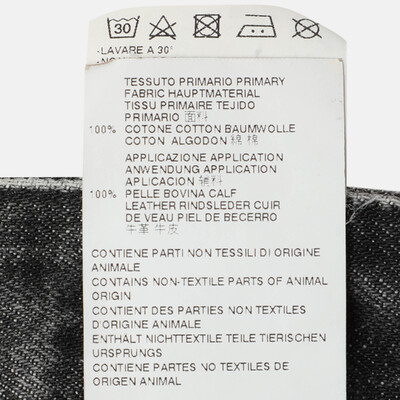 30
-LAVARE A 30°
TESSUTO PRIMARIO PRIMARY
FABRIC HAUPTMATERIAL
TISSU PRIMAIRE TEJIDO
PRIMARIO 面料
100% COTONE COTTON BAUMWOLLE
COTON ALGODON 綿 棉
APPLICAZIONE APPLICATION
ANWENDUNG APPLICATION
APLICACION 辅料
100% PELLE BOVINA CALF
LEATHER RINDSLEDER CUIR
DE VEAU PIEL DE BECERRO
牛革 牛皮
CONTIENE PARTI NON TESSILI DI ORIGINE
ANIMALE
CONTAINS NON-TEXTILE PARTS OF ANIMAL
ORIGIN
CONTIENT DES PARTIES NON TEXTILES
D'ORIGINE ANIMALE
ENTHÄLT NICHTTEXTILE TEILE TIERISCHEN
URSPRUNGS
CONTIENE PARTES NO TEXTILES DE
ORIGEN ANIMAL